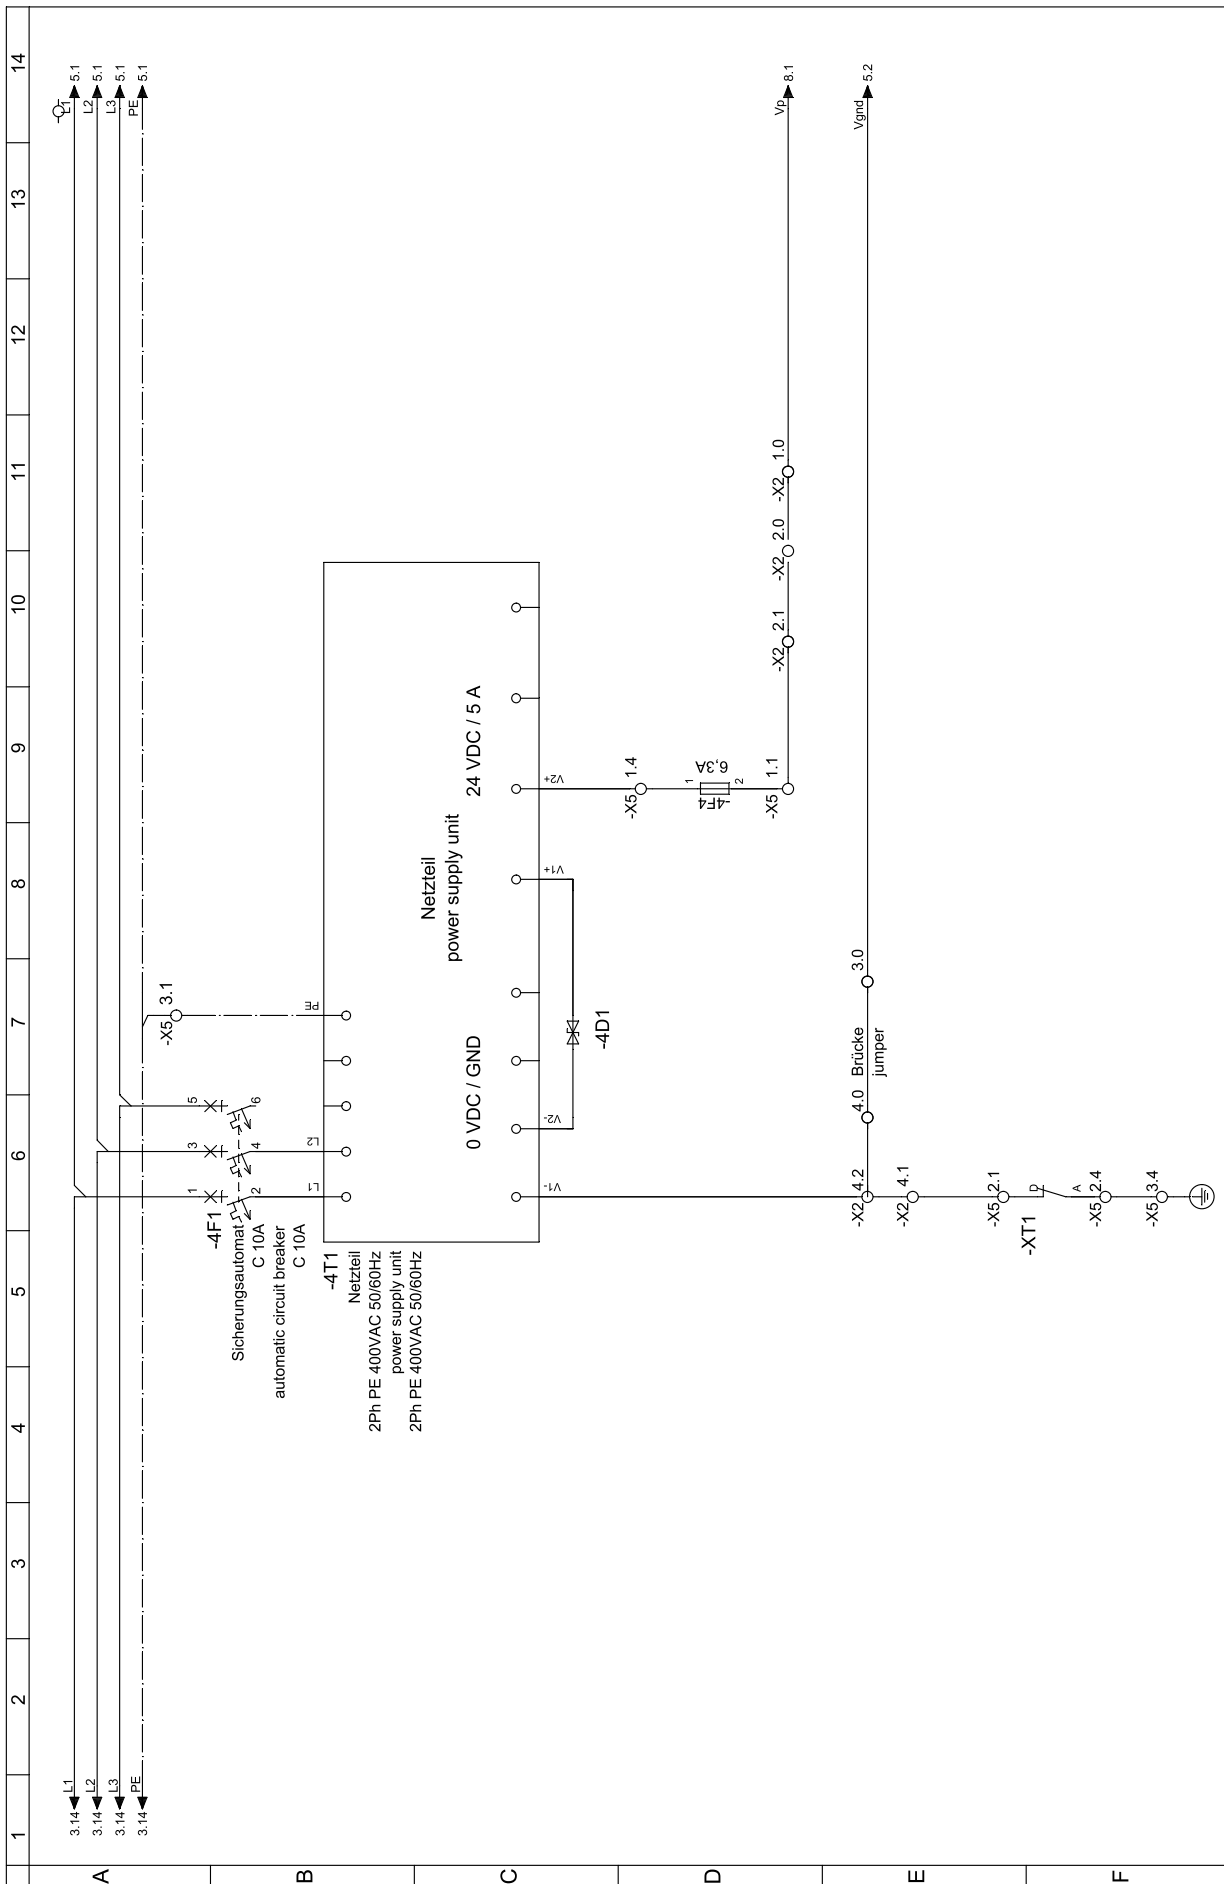 1 2 3 4 5 6 7 8 9 10 11 12 13 14
A
B
C
D
E
F
3.14 L1
L1 5.1
3.14 L2
L2 5.1
3.14 L3
L3 5.1
3.14 PE
PE 5.1
-X5 3.1
-4F1
1 3 5
2 4 6
Sicherungsautomat
C 10A
automatic circuit breaker
C 10A
L1 L2 PE
-4T1
Netzteil
2Ph PE 400VAC 50/60Hz
power supply unit
2Ph PE 400VAC 50/60Hz
Netzteil
power supply unit
0 VDC / GND
24 VDC / 5 A
V1- V2- V1+ V2+
-4D1
-X5 1.4
-4F4
1
2
6,3A
-X5 1.1
-X2 2.1
-X2 2.0
-X2 1.0
Vp 8.1
-X2 4.2
4.0
Brücke
jumper
3.0
Vgnd 5.2
-X2 4.1
-X5 2.1
-XT1
D
A
-X5 2.4
-X5 3.4